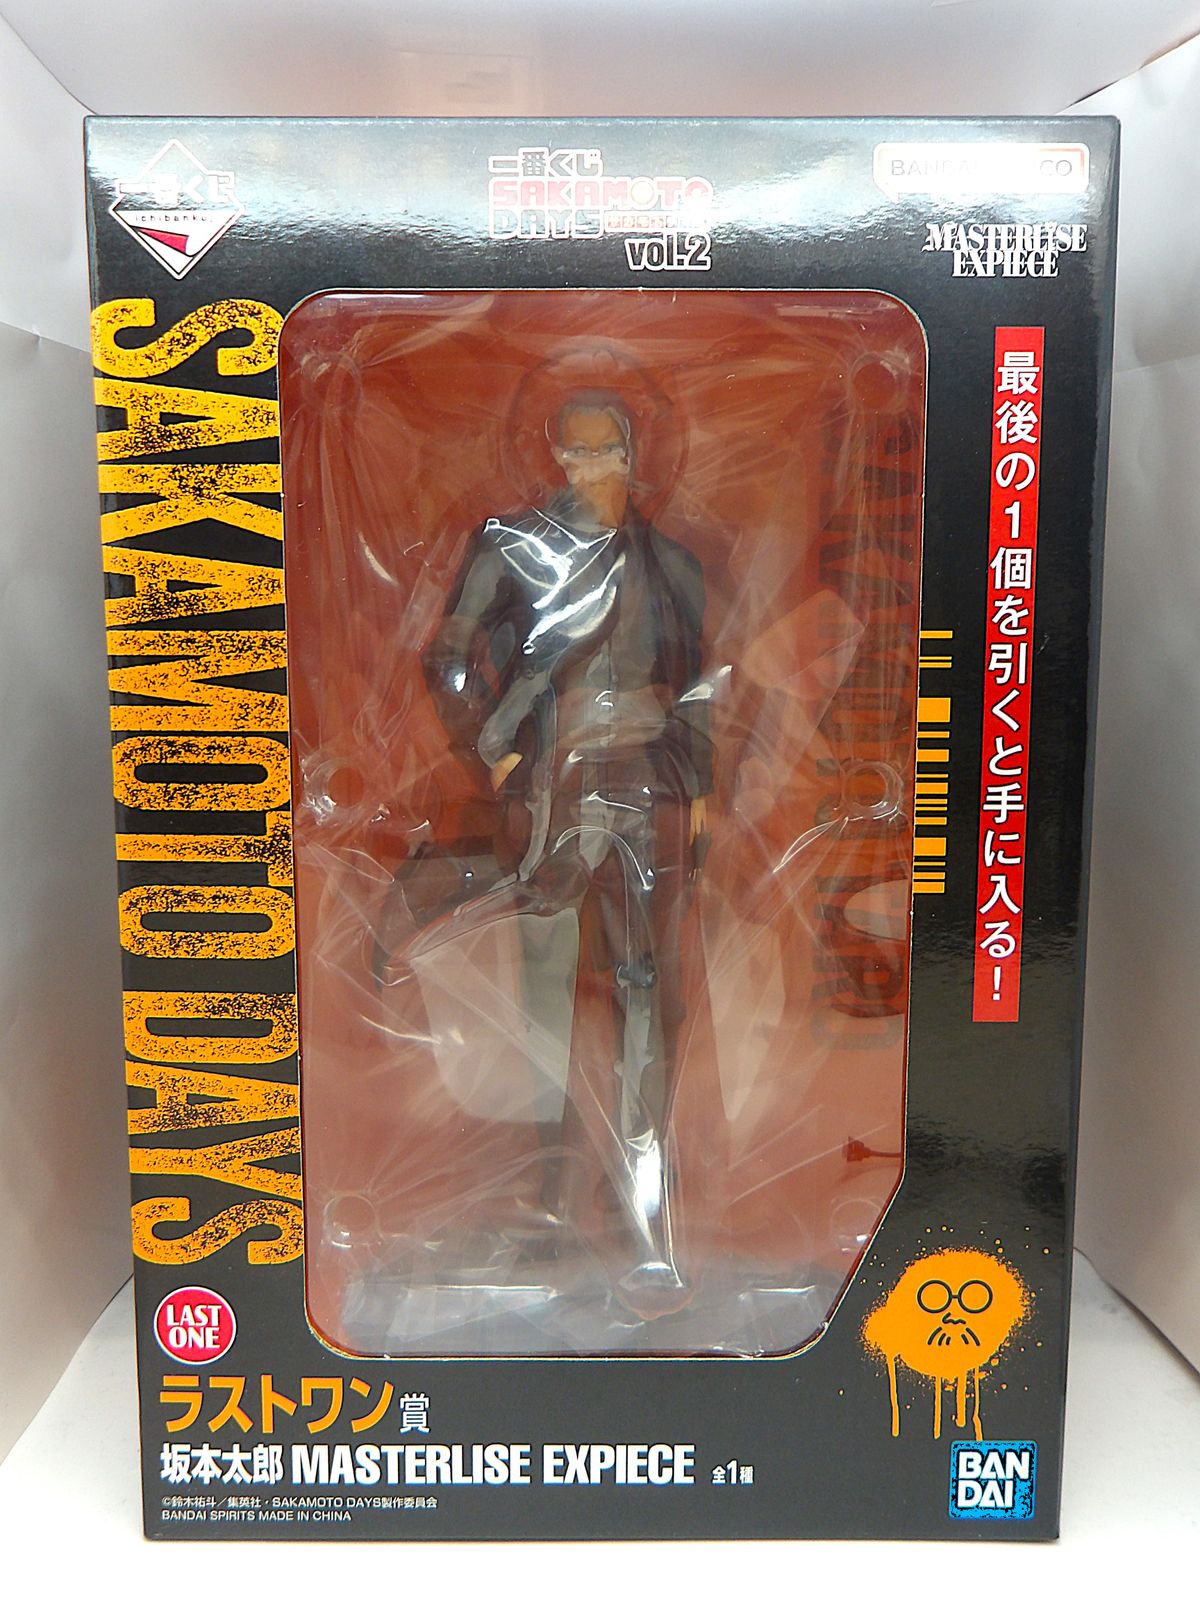 一番くじ
ichibankuji
一番くじ
SAKAMOTO
DAYS
vol.2
BANDAI
CO
MASTERLISE
EXPIECE
SAKAMOTO DAYS
最後の1個を引くと手に入る!
LAST
ONE
ラストワン賞
坂本太郎 MASTERLISE EXPIECE 全1種
©鈴木祐斗/集英社・SAKAMOTO DAYS製作委員会
BANDAI SPIRITS MADE IN CHINA
BAN
DAI